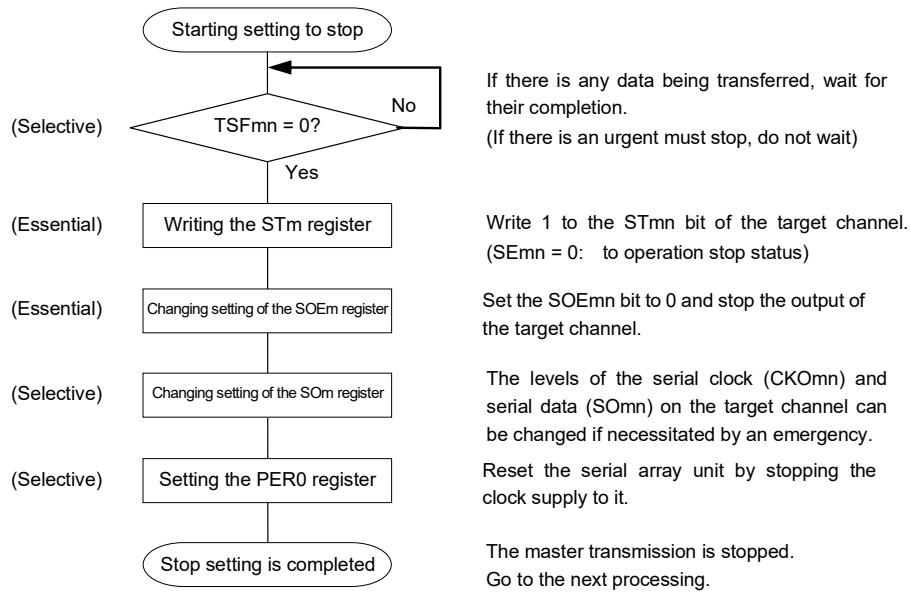 Starting setting to stop
No
If there is any data being transferred, wait for
their completion.
(If there is an urgent must stop, do not wait)
(Selective)
TSFmn = 0?
Yes
(Essential)
Writing the STm register
Write 1 to the STmn bit of the target channel.
(SEmn = 0: to operation stop status)
(Essential)
Changing setting of the SOEm register
Set the SOEmn bit to 0 and stop the output of
the target channel.
(Selective)
Changing setting of the SOm register
The levels of the serial clock (CKOmn) and
serial data (SOmn) on the target channel can
be changed if necessitated by an emergency.
(Selective)
Setting the PER0 register
Reset the serial array unit by stopping the
clock supply to it.
Stop setting is completed
The master transmission is stopped.
Go to the next processing.